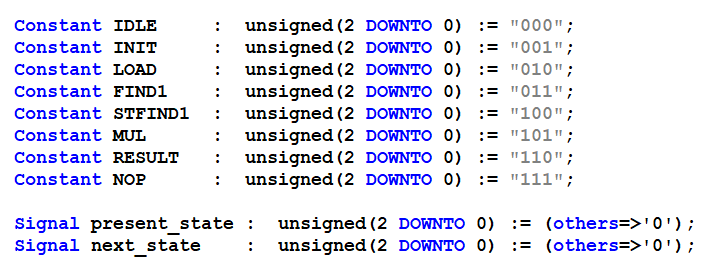 Constant IDLE     :  unsigned(2 DOWNTO 0) := "000";
Constant INIT     :  unsigned(2 DOWNTO 0) := "001";
Constant LOAD     :  unsigned(2 DOWNTO 0) := "010";
Constant FIND1    :  unsigned(2 DOWNTO 0) := "011";
Constant STFIND1  :  unsigned(2 DOWNTO 0) := "100";
Constant MUL      :  unsigned(2 DOWNTO 0) := "101";
Constant RESULT   :  unsigned(2 DOWNTO 0) := "110";
Constant NOP      :  unsigned(2 DOWNTO 0) := "111";
Signal present_state :  unsigned(2 DOWNTO 0) := (others=>'0');
Signal next_state    :  unsigned(2 DOWNTO 0) := (others=>'0');